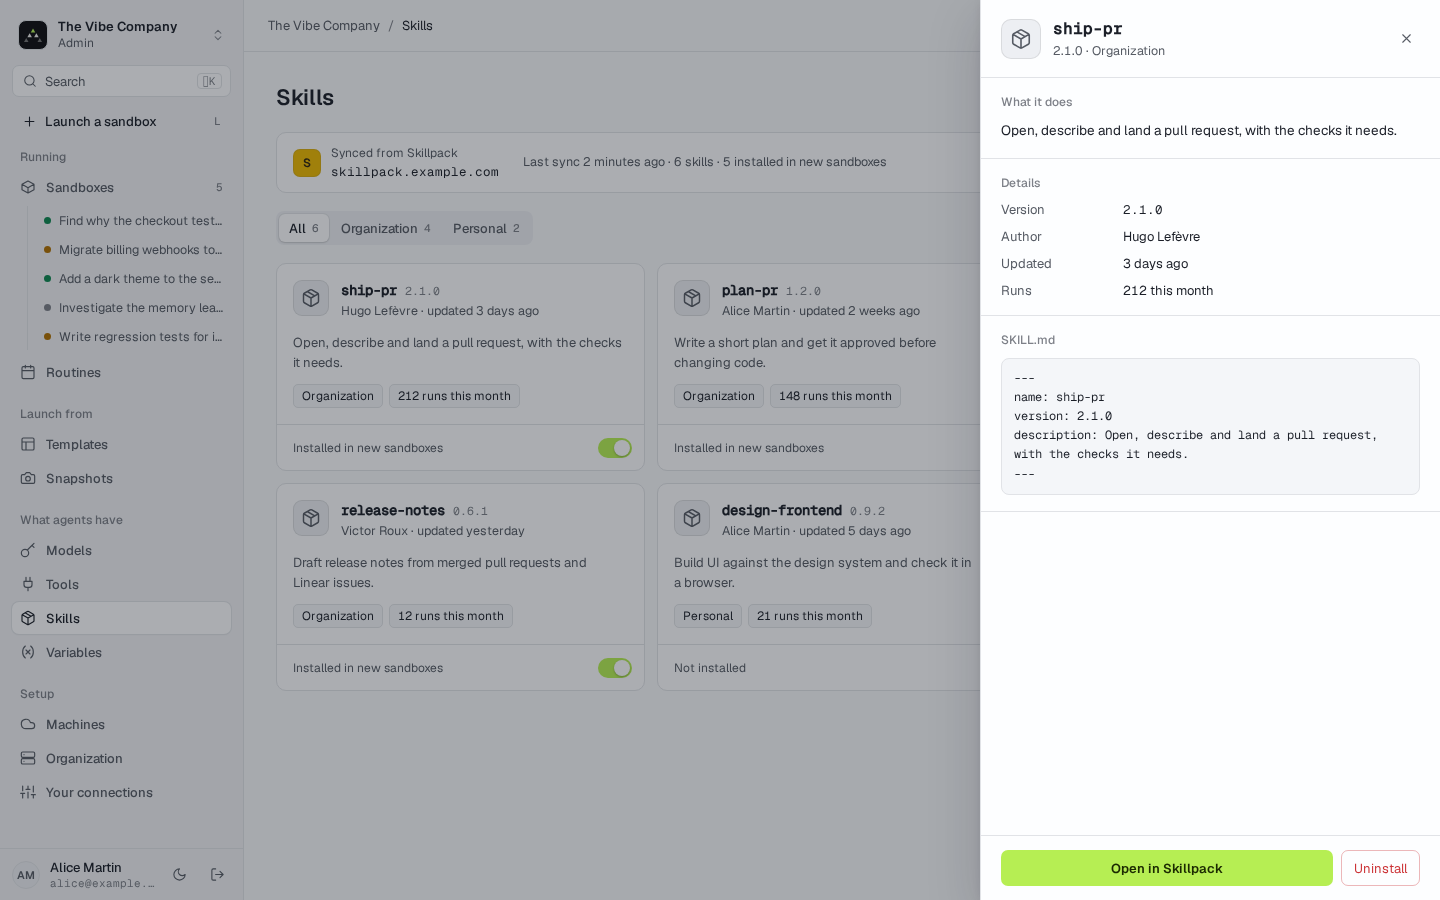 The Vibe Company
Admin
Search
K
Launch a sandbox
L
Running
Sandboxes
5
Find why the checkout test…
Migrate billing webhooks to…
Add a dark theme to the se…
Investigate the memory lea…
Write regression tests for i…
Routines
Launch from
Templates
Snapshots
What agents have
Models
Tools
Skills
Variables
Setup
Machines
Organization
Your connections
AM
Alice Martin
alice@example.…
The Vibe Company / Skills
Skills
S
Synced from Skillpack
skillpack.example.com
Last sync 2 minutes ago · 6 skills · 5 installed in new sandboxes
All 6
Organization 4
Personal 2
ship-pr 2.1.0
Hugo Lefèvre · updated 3 days ago
Open, describe and land a pull request, with the checks
it needs.
Organization
212 runs this month
Installed in new sandboxes
plan-pr 1.2.0
Alice Martin · updated 2 weeks ago
Write a short plan and get it approved before
changing code.
Organization
148 runs this month
Installed in new sandboxes
release-notes 0.6.1
Victor Roux · updated yesterday
Draft release notes from merged pull requests and
Linear issues.
Organization
12 runs this month
Installed in new sandboxes
design-frontend 0.9.2
Alice Martin · updated 5 days ago
Build UI against the design system and check it in
a browser.
Personal
21 runs this month
Not installed
ship-pr
2.1.0 · Organization
What it does
Open, describe and land a pull request, with the checks it needs.
Details
Version 2.1.0
Author Hugo Lefèvre
Updated 3 days ago
Runs 212 this month
SKILL.md
---
name: ship-pr
version: 2.1.0
description: Open, describe and land a pull request,
with the checks it needs.
---
Open in Skillpack
Uninstall